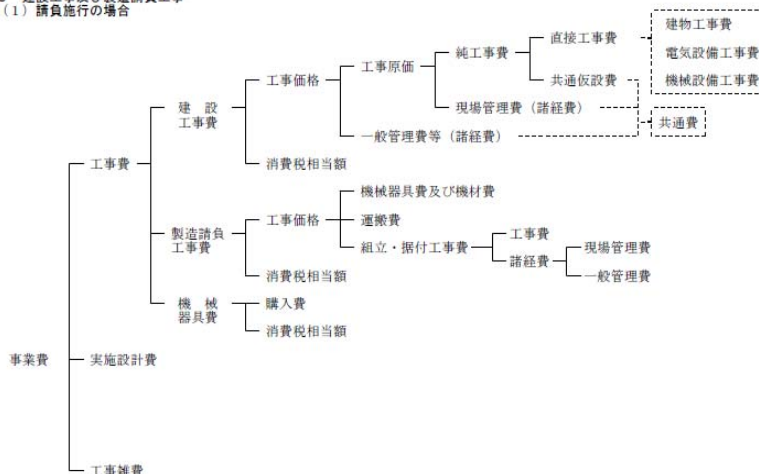 （１）請負施行の場合
建物工事費
直接工事費
純工事費
電気設備工事費
工事原価
工事価格
共通仮設費
機械設備工事費
建　設
工事費
現場管理費（諸経費）
共通費
一般管理費等（諸経費）
工事費
消費税相当額
機械器具費及び機材費
工事価格
運搬費
製造請負
工事費
工事費
組立・据付工事費
現場管理費
諸経費
消費税相当額
一般管理費
機　械
器具費
購入費
消費税相当額
事業費
実施設計費
工事雑費